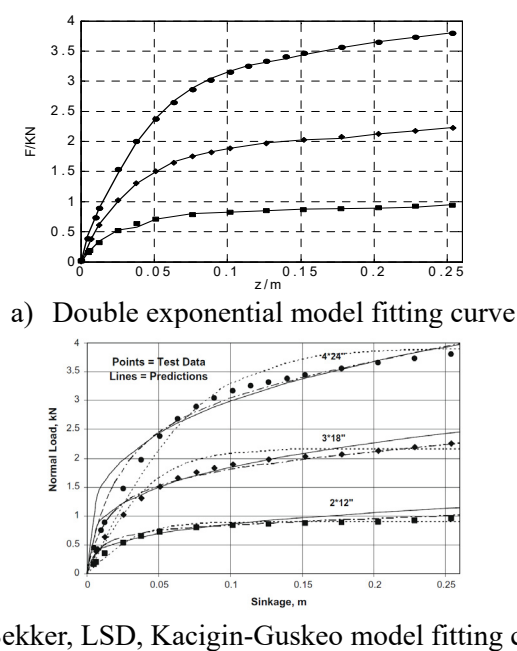 4
3.5
3
2.5
2
1.5
1
0.5
0
F/KN
0 0.05 0.1 0.15 0.2 0.25
z/m
a) Double exponential model fitting curve
4
3.5
3
2.5
2
1.5
1
0.5
0
Normal Load, kN
Points = Test Data
Lines = Predictions
4*24"
3*18"
2*12"
0 0.05 0.1 0.15 0.2 0.25
Sinkage, m
ekker, LSD, Kacigin-Guskeo model fitting c